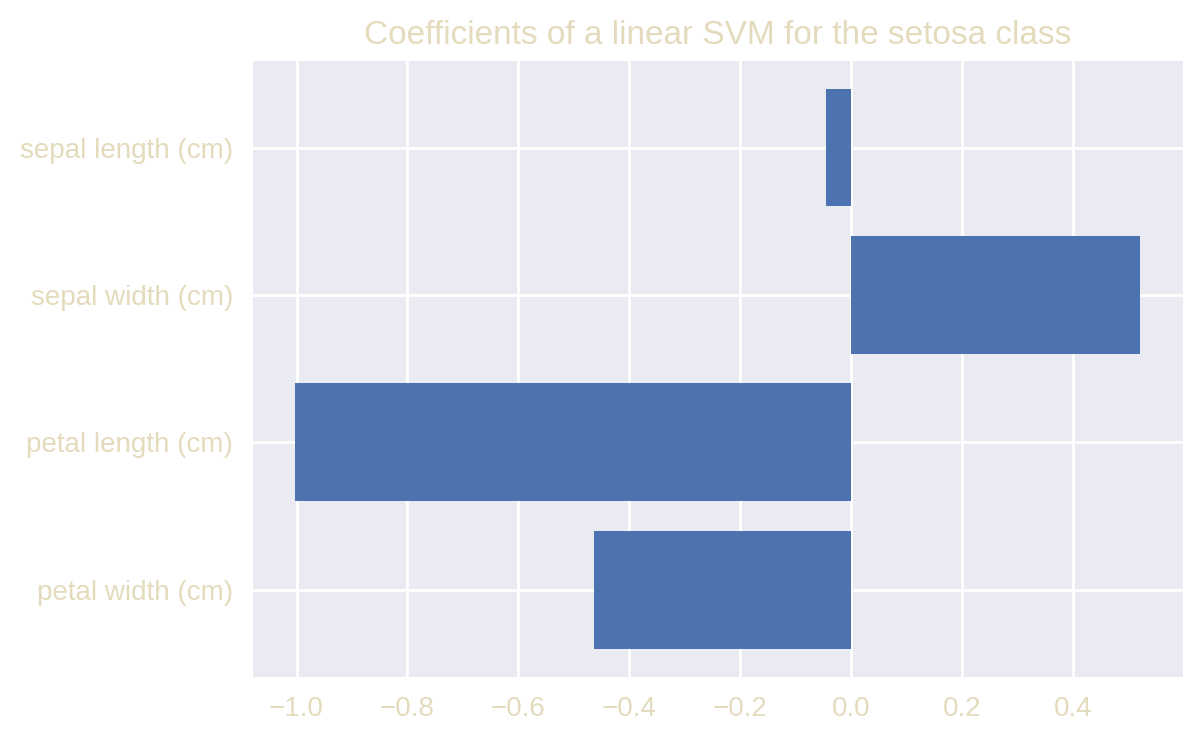 Coefficients of a linear SVM for the setosa class
sepal length (cm)
sepal width (cm)
petal length (cm)
petal width (cm)
−1.0 −0.8 −0.6 −0.4 −0.2 0.0 0.2 0.4